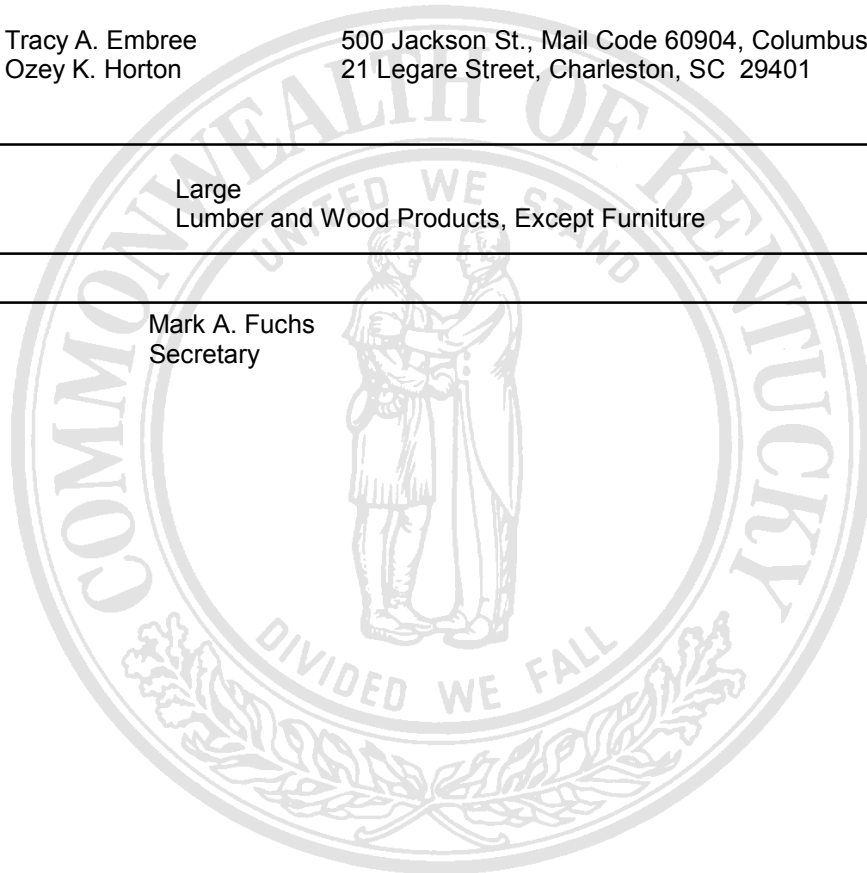 Tracy A. Embree 500 Jackson St., Mail Code 60904, Columbus
Ozey K. Horton 21 Legare Street, Charleston, SC 29401
Large
Lumber and Wood Products, Except Furniture
Mark A. Fuchs
Secretary
COMMONWEALTH OF KENTUCKY
UNITED WE STAND
DIVIDED WE FALL